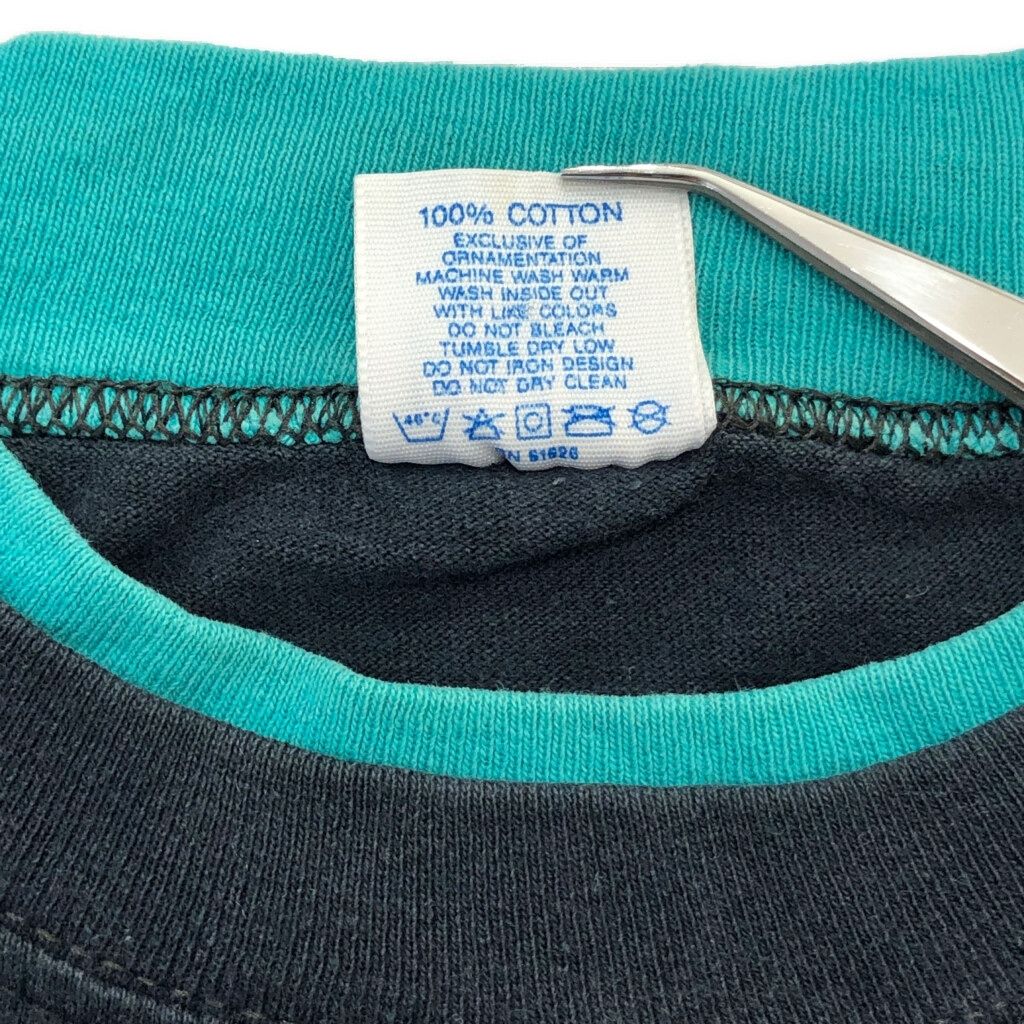 100% COTTON
EXCLUSIVE OF
ORNAMENTATION
MACHINE WASH WARM
WASH INSIDE OUT
WITH LIKE COLORS
DO NOT BLEACH
TUMBLE DRY LOW
DO NOT IRON DESIGN
DO NOT DRY CLEAN